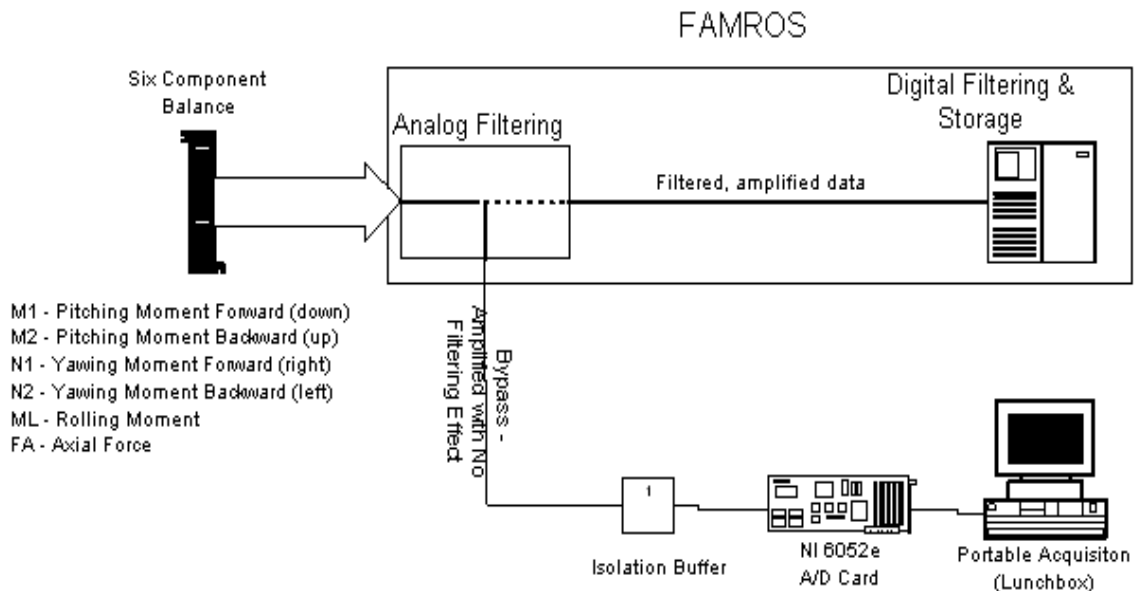 FAMROS
Six Component
Balance
Analog Filtering
Digital Filtering &
Storage
Filtered, amplified data
M1 - Pitching Moment Forward (down)
M2 - Pitching Moment Backward (up)
N1 - Yawing Moment Forward (right)
N2 - Yawing Moment Backward (left)
ML - Rolling Moment
FA - Axial Force
Bypass -
Amplified with No
Filtering Effect
1
Isolation Buffer
NI 6052e
A/D Card
Portable Acquisiton
(Lunchbox)